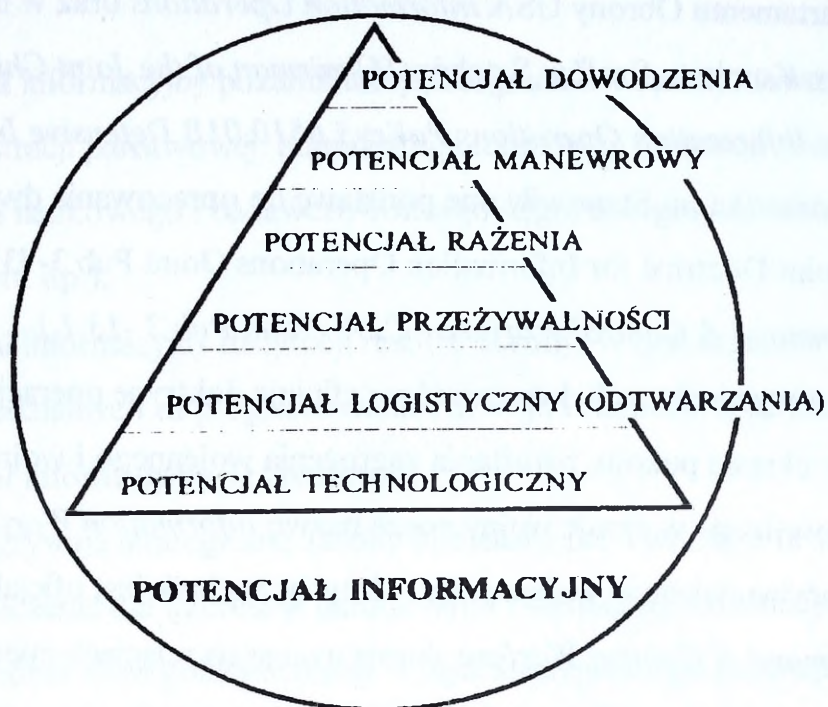 POTENCJAŁ DOWODZENIA
POTENCJAŁ MANEWROWY
POTENCJAŁ RAŻENIA
POTENCJAŁ PRZEŻYWALNOŚCI
POTENCJAŁ LOGISTYCZNY (ODTWARZANIA)
POTENCJAŁ TECHNOLOGICZNY
POTENCJAŁ INFORMACYJNY